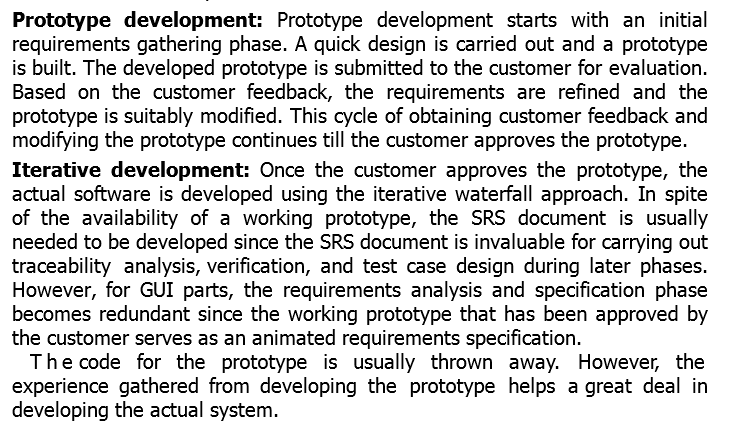 Prototype development: Prototype development starts with an initial
requirements gathering phase. A quick design is carried out and a prototype
is built. The developed prototype is submitted to the customer for evaluation.
Based on the customer feedback, the requirements are refined and the
prototype is suitably modified. This cycle of obtaining customer feedback and
modifying the prototype continues till the customer approves the prototype.
Iterative development: Once the customer approves the prototype, the
actual software is developed using the iterative waterfall approach. In spite
of the availability of a working prototype, the SRS document is usually
needed to be developed since the SRS document is invaluable for carrying out
traceability analysis, verification, and test case design during later phases.
However, for GUI parts, the requirements analysis and specification phase
becomes redundant since the working prototype that has been approved by
the customer serves as an animated requirements specification.
The code for the prototype is usually thrown away. However, the
experience gathered from developing the prototype helps a great deal in
developing the actual system.